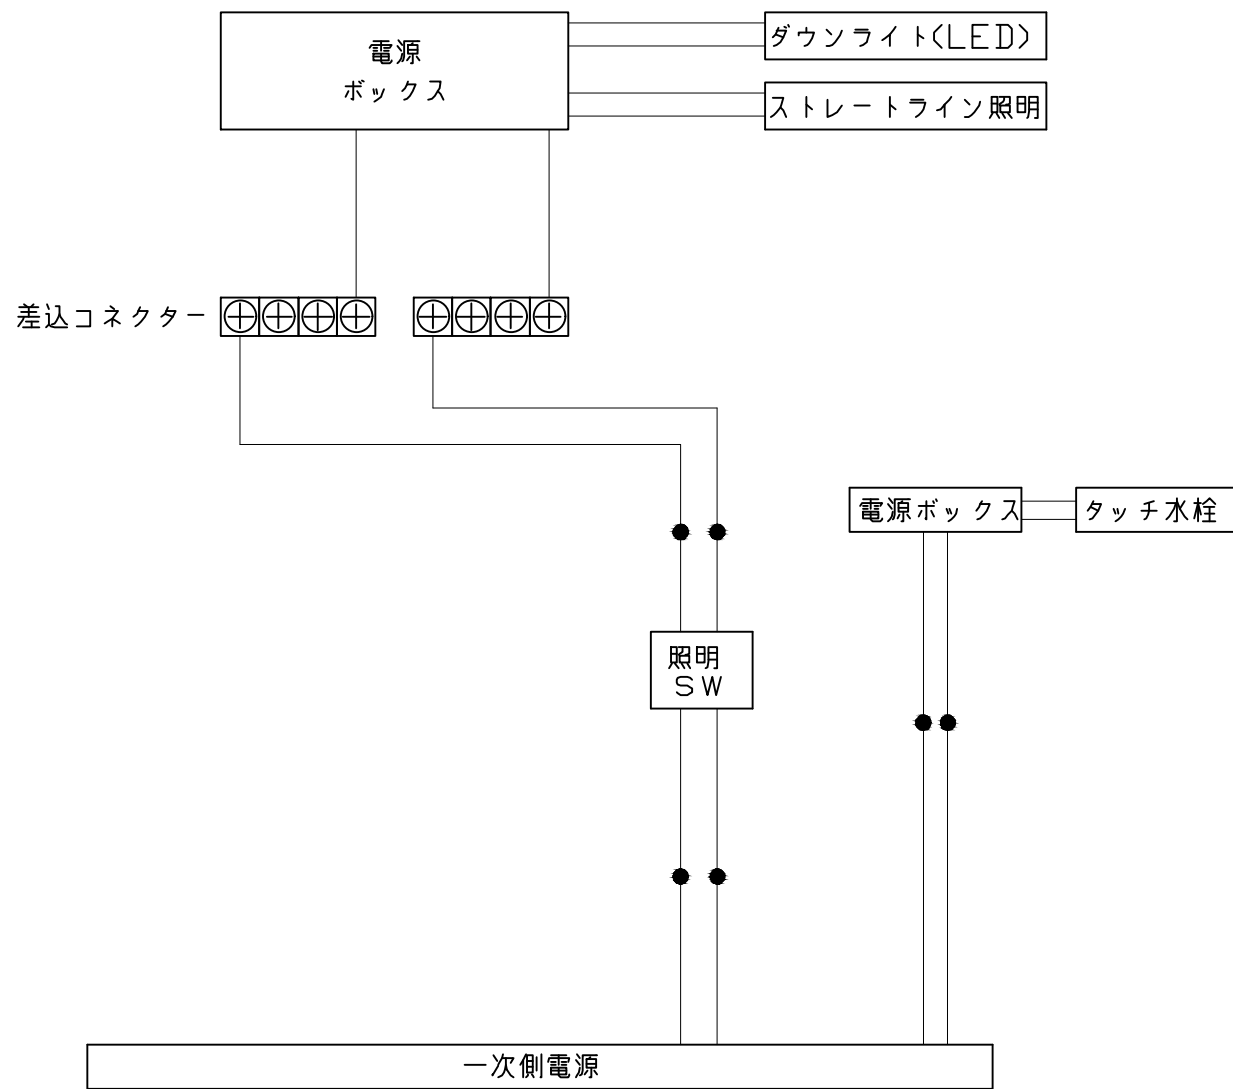 電源
ボックス
ダウンライト(LED)
ストレートライン照明
差込コネクター
電源ボックス
タッチ水栓
照明
SW
一次側電源